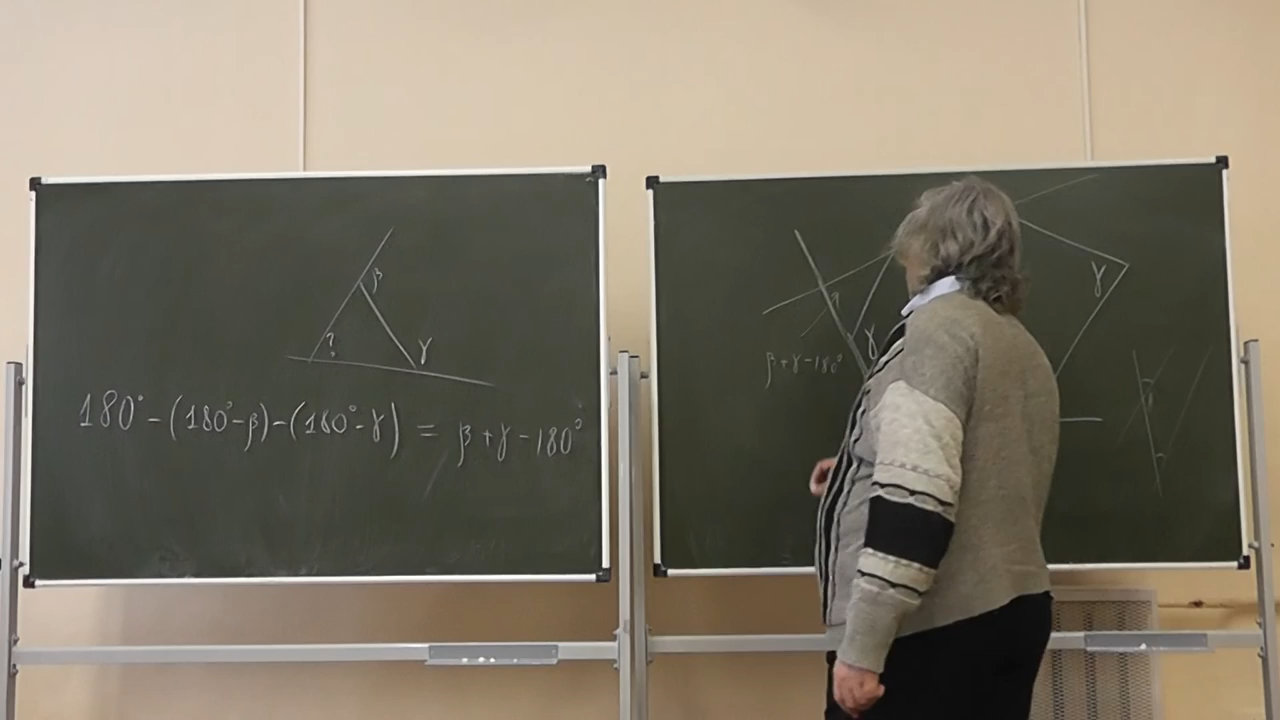 β
?
γ
180° - (180° - β) - (180° - γ) = β + γ - 180°
γ
γ
β + γ - 180°